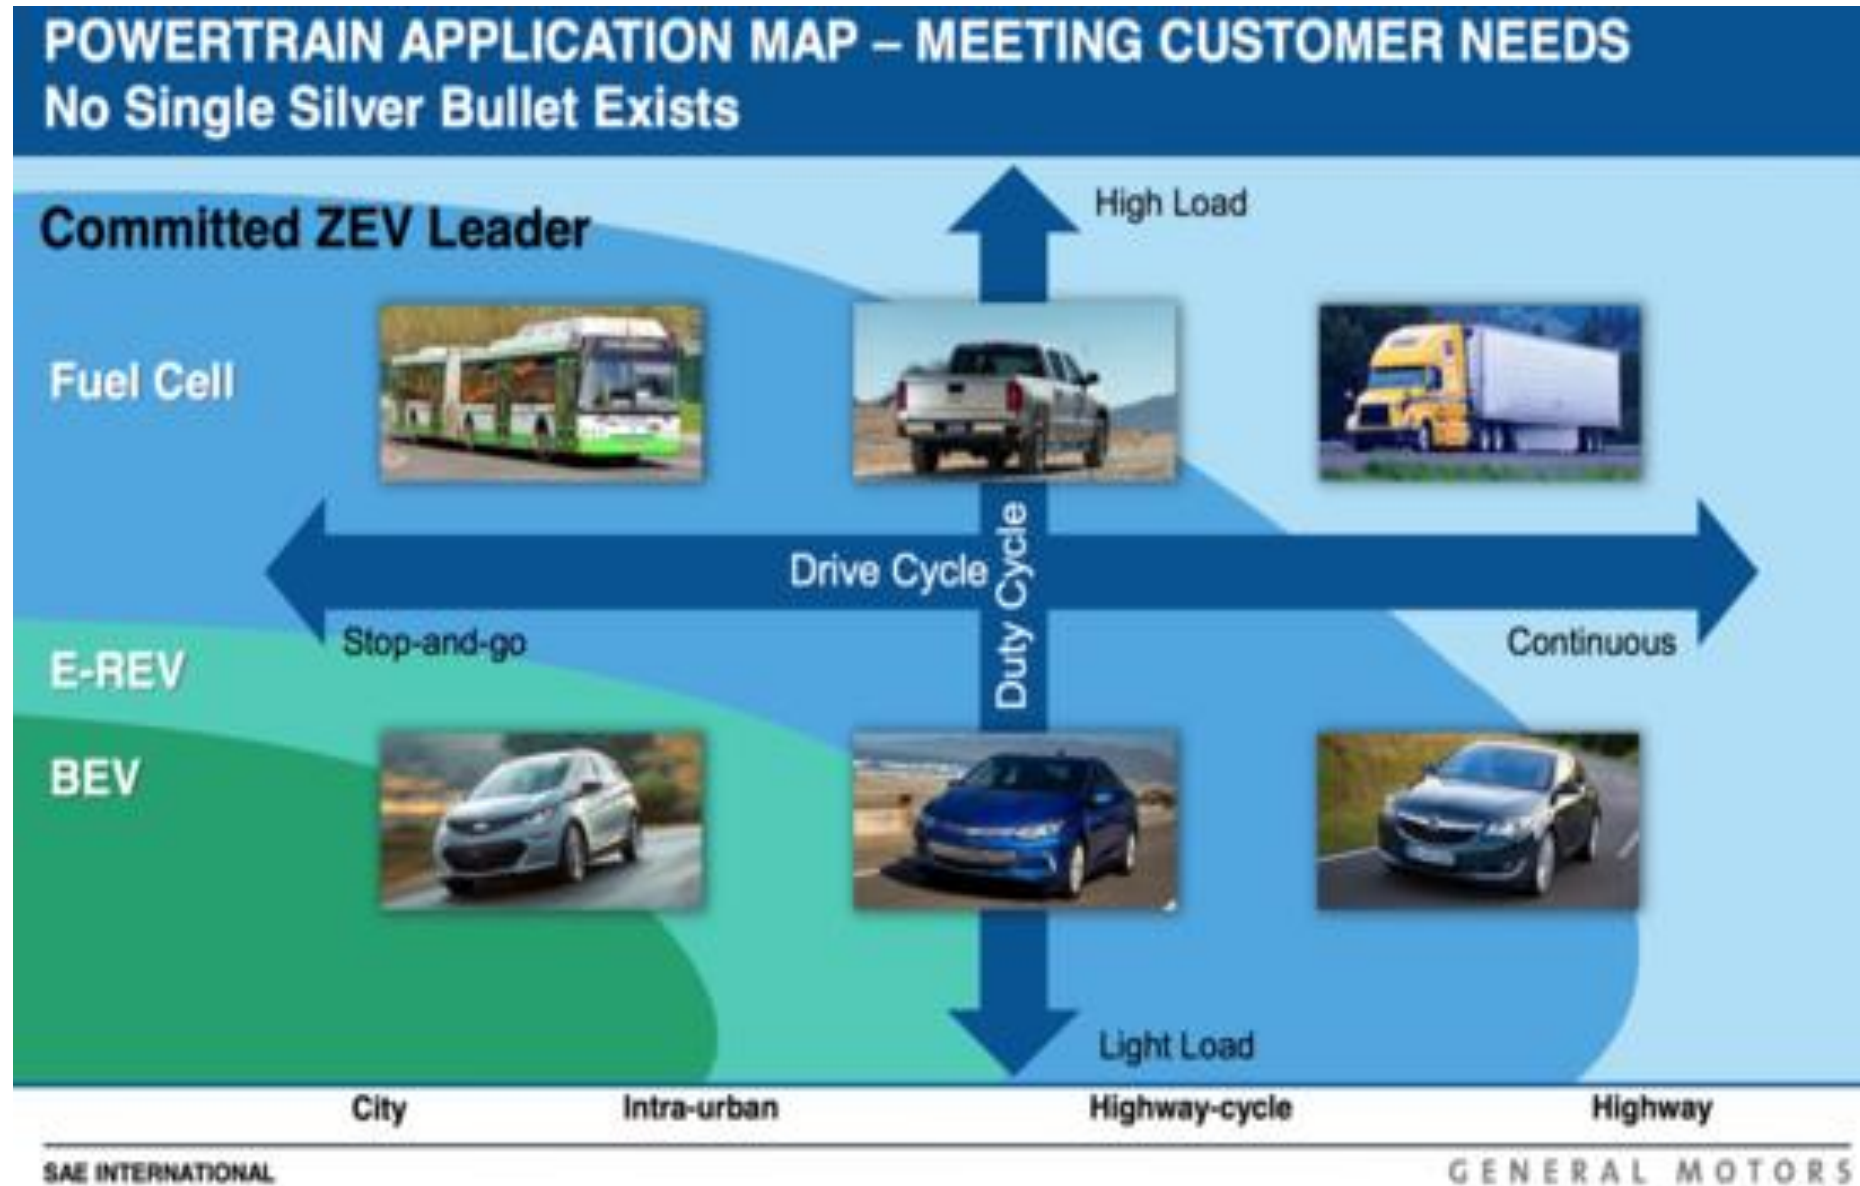 POWERTRAIN APPLICATION MAP – MEETING CUSTOMER NEEDS
No Single Silver Bullet Exists
High Load
Committed ZEV Leader
Fuel Cell
Drive Cycle
Duty Cycle
Stop-and-go
Continuous
E-REV
BEV
Light Load
City
Intra-urban
Highway-cycle
Highway
SAE INTERNATIONAL
GENERAL MOTORS